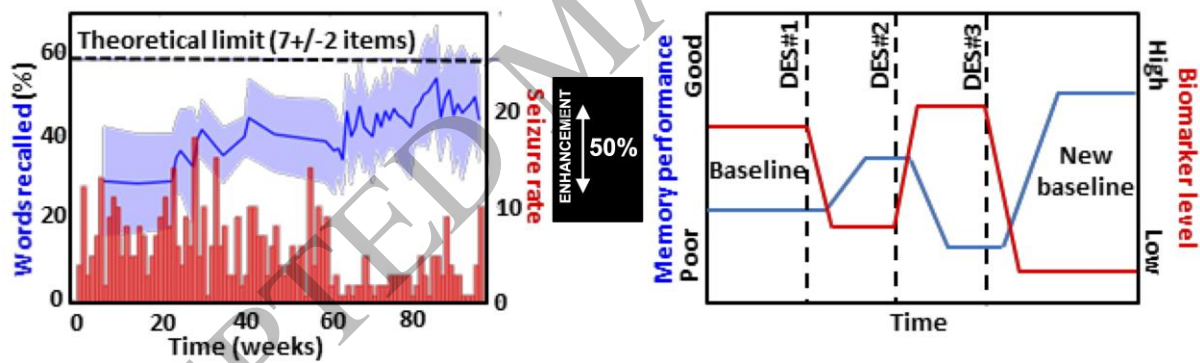 Theoretical limit (7+/-2 items)
Words recalled (%)
60
40
20
0
0
20
40
60
80
Time (weeks)
20
10
0
Seizure rate
ENHANCEMENT
50%
Memory performance
Good
Poor
DES#1
DES#2
DES#3
Baseline
New
baseline
High
Low
Biomarker level
Time